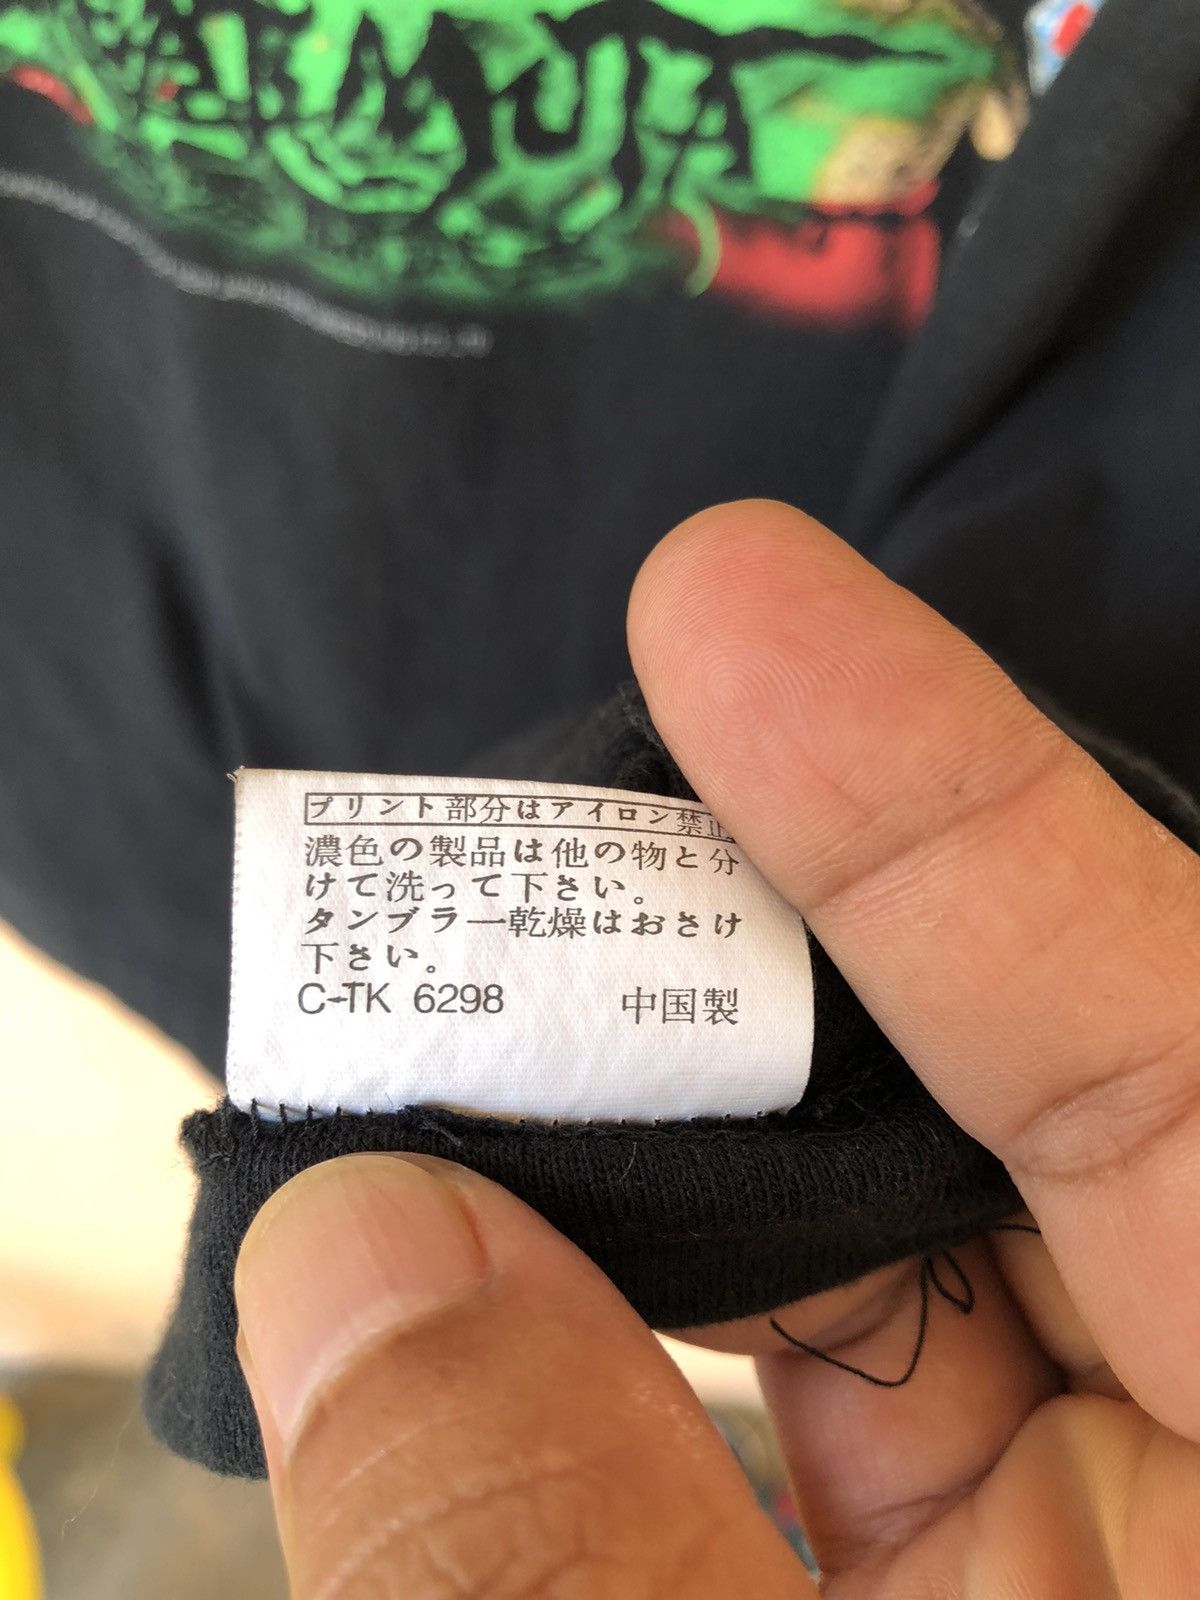 プリント部分はアイロン禁止
濃色の製品は他の物と分
けて洗って下さい。
タンブラー乾燥はおさけ
下さい。
C-TK 6298 中国製